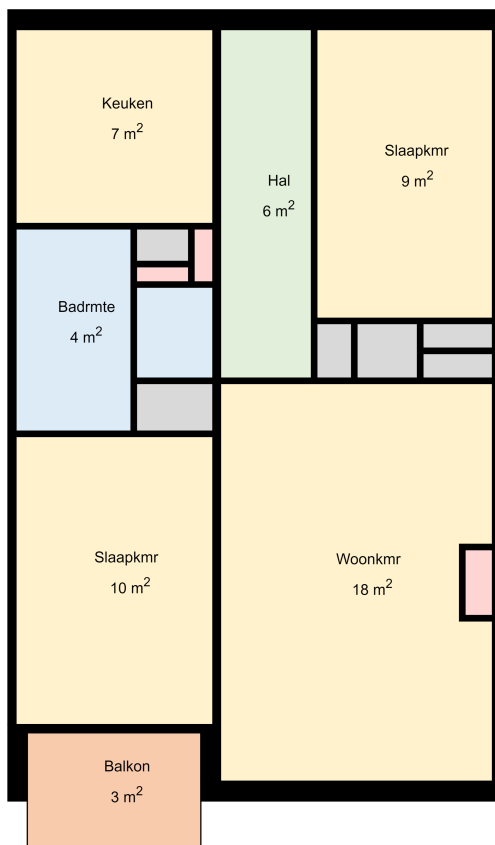 Keuken
7 m²
Slaapkmr
9 m²
Hal
6 m²
Badrmte
4 m²
Slaapkmr
10 m²
Woonkmr
18 m²
Balkon
3 m²